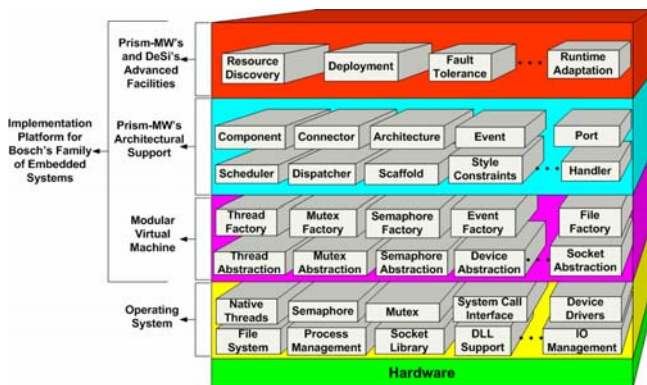 Prism-MW's
and DeSi's
Advanced
Facilities
Resource
Discovery
Deployment
Fault
Tolerance
Runtime
Adaptation
Implementation
Platform for
Bosch's Family
of Embedded
Systems
Prism-MW's
Architectural
Support
Component
Connector
Architecture
Event
Port
Scheduler
Dispatcher
Scaffold
Style
Constraints
Handler
Modular
Virtual
Machine
Thread
Factory
Mutex
Factory
Semaphore
Factory
Event
Factory
File
Factory
Thread
Abstraction
Mutex
Abstraction
Semaphore
Abstraction
Device
Abstraction
Socket
Abstraction
Operating
System
Native
Threads
Semaphore
Mutex
System Call
Interface
Device
Drivers
File
System
Process
Management
Socket
Library
DLL
Support
IO
Management
Hardware